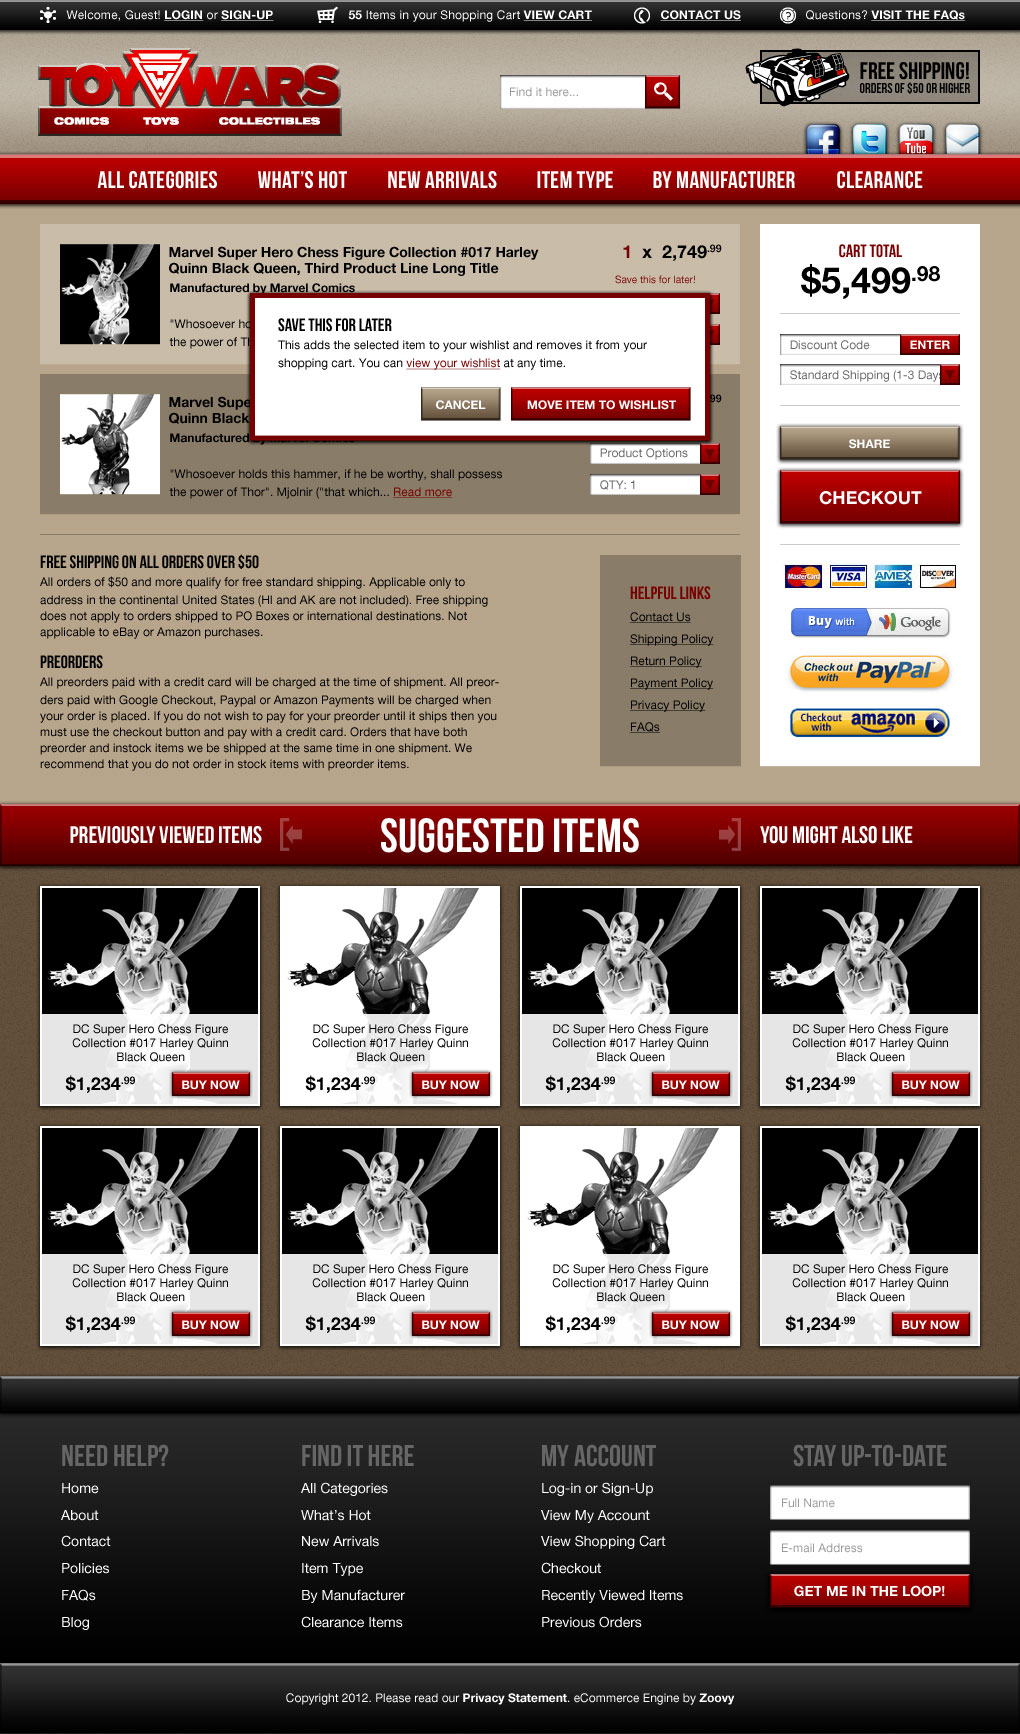 Welcome, Guest! LOGIN or SIGN-UP
55 Items in your Shopping Cart VIEW CART
CONTACT US
Questions? VISIT THE FAQs
TOY WARS
COMICS TOYS COLLECTIBLES
Find it here...
FREE SHIPPING!
ORDERS OF $50 OR HIGHER
You
Tube
ALL CATEGORIES WHAT'S HOT NEW ARRIVALS ITEM TYPE BY MANUFACTURER CLEARANCE
Marvel Super Hero Chess Figure Collection #017 Harley
Quinn Black Queen, Third Product Line Long Title
Manufactured by Marvel Comics
1 x 2,749.99
Save this for later!
"Whosoever
the power of
SAVE THIS FOR LATER
This adds the selected item to your wishlist and removes it from your
shopping cart. You can view your wishlist at any time.
CANCEL
MOVE ITEM TO WISHLIST
Marvel
Quinn Black
Manufactured
99
"Whosoever holds this hammer, if he be worthy, shall possess
the power of Thor". Mjolnir ("that which... Read more
Product Options
QTY: 1
CART TOTAL
$5,499.98
Discount Code
ENTER
Standard Shipping (1-3 Days
SHARE
CHECKOUT
MasterCard
VISA
AMEX
DISCOVER
Buy with Google
Check out
with PayPal
Checkout
with amazon
FREE SHIPPING ON ALL ORDERS OVER $50
All orders of $50 and more qualify for free standard shipping. Applicable only to
address in the continental United States (HI and AK are not included). Free shipping
does not apply to orders shipped to PO Boxes or international destinations. Not
applicable to eBay or Amazon purchases.
PREORDERS
All preorders paid with a credit card will be charged at the time of shipment. All preor-
ders paid with Google Checkout, Paypal or Amazon Payments will be charged when
your order is placed. If you do not wish to pay for your preorder until it ships then you
must use the checkout button and pay with a credit card. Orders that have both
preorder and instock items we be shipped at the same time in one shipment. We
recommend that you do not order in stock items with preorder items.
HELPFUL LINKS
Contact Us
Shipping Policy
Return Policy
Payment Policy
Privacy Policy
FAQs
PREVIOUSLY VIEWED ITEMS
SUGGESTED ITEMS
YOU MIGHT ALSO LIKE
DC Super Hero Chess Figure
Collection #017 Harley Quinn
Black Queen
$1,234.99 BUY NOW
DC Super Hero Chess Figure
Collection #017 Harley Quinn
Black Queen
$1,234.99 BUY NOW
DC Super Hero Chess Figure
Collection #017 Harley Quinn
Black Queen
$1,234.99 BUY NOW
DC Super Hero Chess Figure
Collection #017 Harley Quinn
Black Queen
$1,234.99 BUY NOW
DC Super Hero Chess Figure
Collection #017 Harley Quinn
Black Queen
$1,234.99 BUY NOW
DC Super Hero Chess Figure
Collection #017 Harley Quinn
Black Queen
$1,234.99 BUY NOW
DC Super Hero Chess Figure
Collection #017 Harley Quinn
Black Queen
$1,234.99 BUY NOW
DC Super Hero Chess Figure
Collection #017 Harley Quinn
Black Queen
$1,234.99 BUY NOW
NEED HELP?
Home
About
Contact
Policies
FAQs
Blog
FIND IT HERE
All Categories
What's Hot
New Arrivals
Item Type
By Manufacturer
Clearance Items
MY ACCOUNT
Log-in or Sign-Up
View My Account
View Shopping Cart
Checkout
Recently Viewed Items
Previous Orders
STAY UP-TO-DATE
Full Name
E-mail Address
GET ME IN THE LOOP!
Copyright 2012. Please read our Privacy Statement. eCommerce Engine by Zoovy